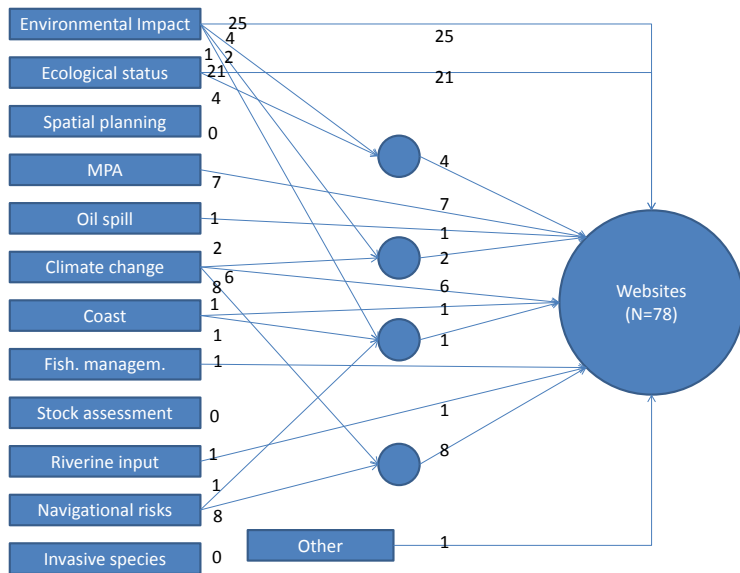 Environmental Impact
25
4
25
1
2
Ecological status
21
21
4
Spatial planning
0
4
MPA
7
7
Oil spill
1
1
2
2
Climate change
6
8
6
1
1
Coast
1
1
Fish. managem.
1
Websites
(N=78)
Stock assessment
0
1
Riverine input
1
8
1
Navigational risks
8
Other
1
Invasive species
0